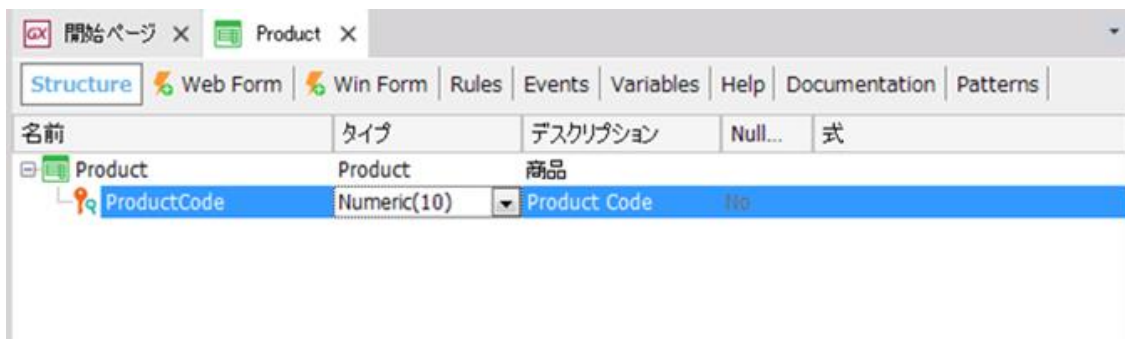 GX 開始ページ × Product ×
Structure Web Form Win Form Rules Events Variables Help Documentation Patterns
名前 タイプ デスクリプション Null... 式
Product Product 商品
ProductCode Numeric(10) Product Code No